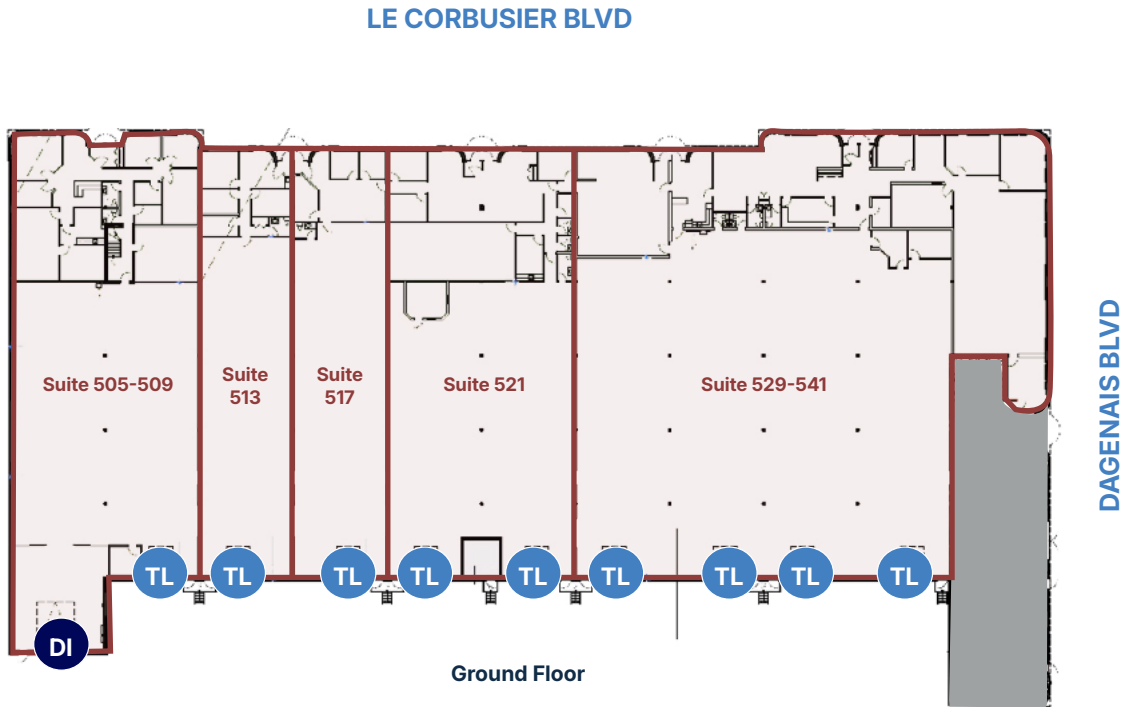 LE CORBUSIER BLVD
Suite 505-509
Suite
513
Suite
517
Suite 521
Suite 529-541
DAGENAIS BLVD
TL
TL
TL
TL
TL
TL
TL
TL
TL
DI
Ground Floor